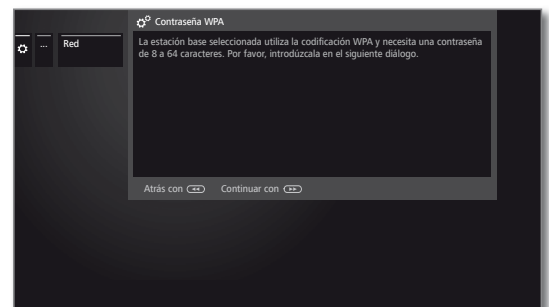 Contraseña WPA
... Red
La estación base seleccionada utiliza la codificación WPA y necesita una contraseña
de 8 a 64 caracteres. Por favor, introdúzcala en el siguiente diálogo.
Atrás con Continuar con